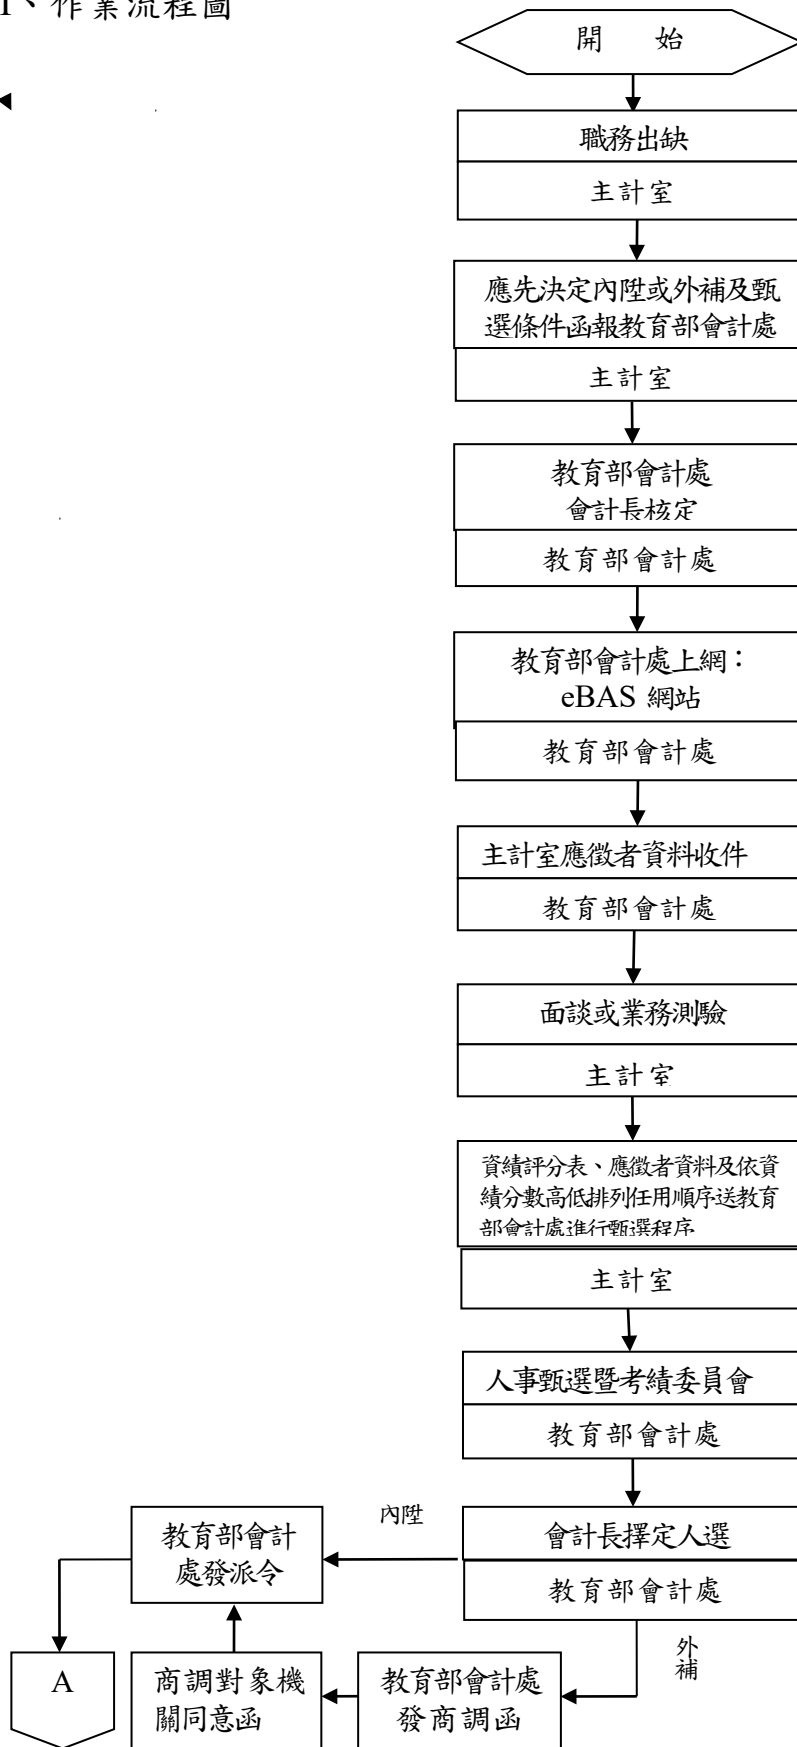 1、作業流程圖
開 始
職務出缺
主計室
應先決定內陞或外補及甄
選條件函報教育部會計處
主計室
教育部會計處
會計長核定
教育部會計處
教育部會計處上網：
eBAS 網站
教育部會計處
主計室應徵者資料收件
教育部會計處
面談或業務測驗
主計室
資績評分表、應徵者資料及依資
績分數高低排列任用順序送教育
部會計處進行甄選程序
主計室
人事甄選暨考績委員會
教育部會計處
會計長擇定人選
教育部會計處
內陞
教育部會計
處發派令
外
補
教育部會計處
發商調函
商調對象機
關同意函
A